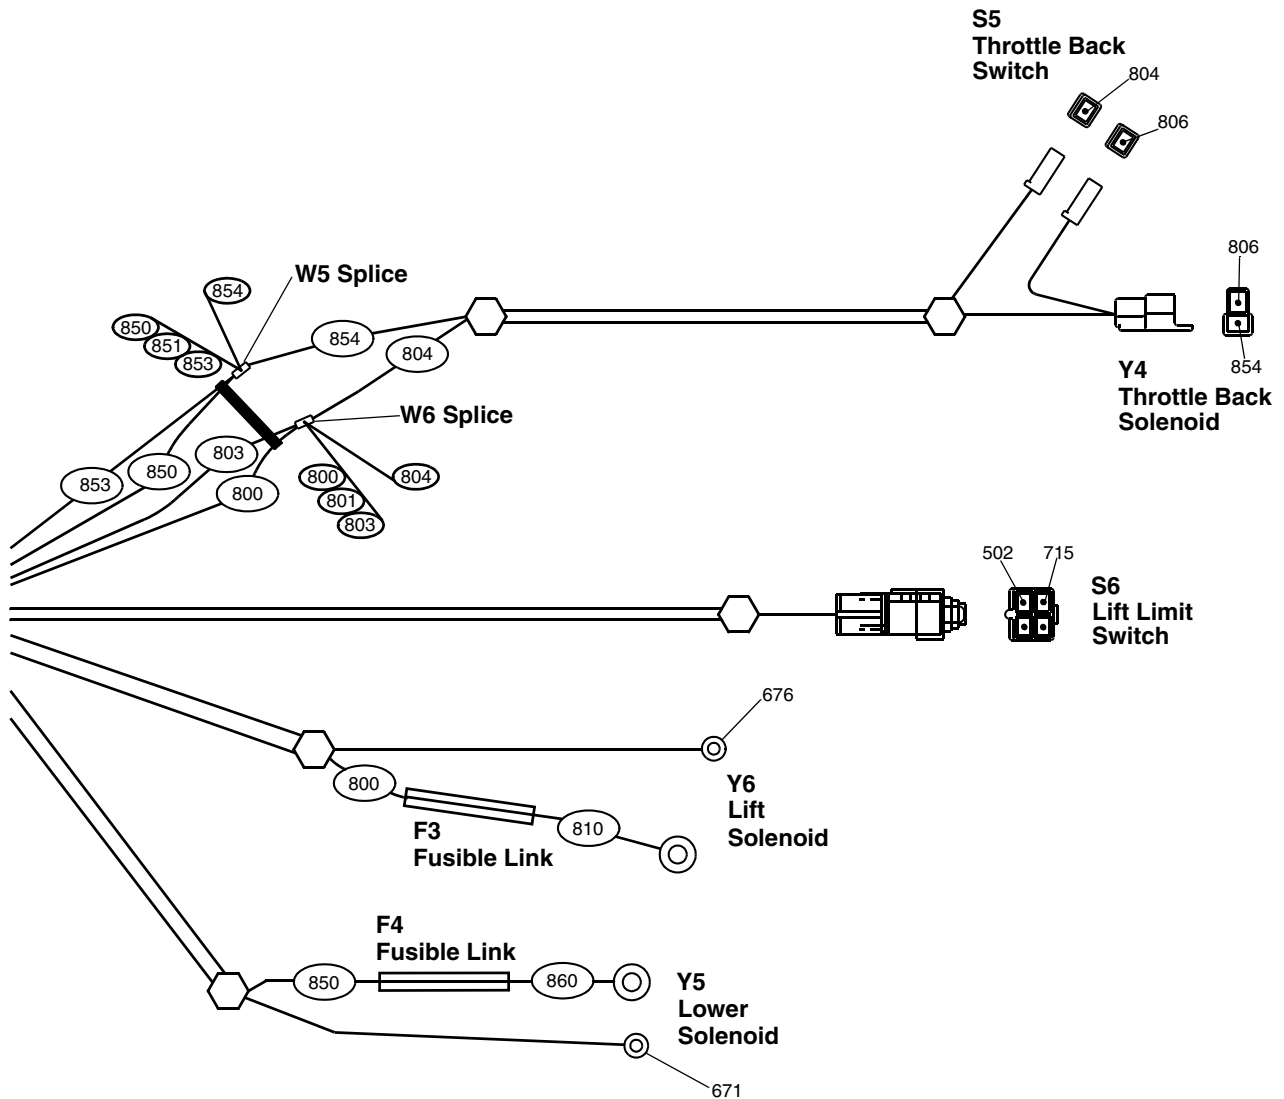 S5
Throttle Back
Switch
804
806
W5 Splice
854
850
851
853
854
804
806
854
Y4
Throttle Back
Solenoid
W6 Splice
803
850
853
800
800
801
803
804
502
715
S6
Lift Limit
Switch
676
800
F3
Fusible Link
810
Y6
Lift
Solenoid
F4
Fusible Link
850
860
Y5
Lower
Solenoid
671